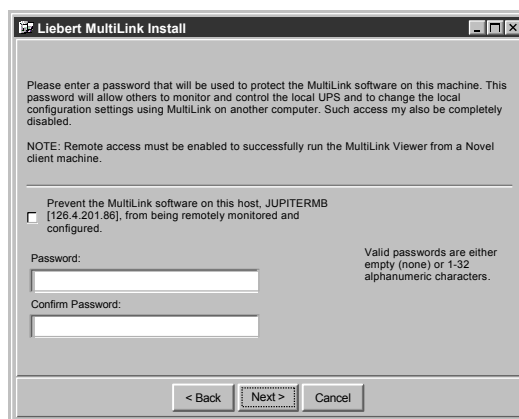 Liebert MultiLink Install
Please enter a password that will be used to protect the MultiLink software on this machine. This
password will allow others to monitor and control the local UPS and to change the local
configuration settings using MultiLink on another computer. Such access my also be completely
disabled.
NOTE: Remote access must be enabled to successfully run the MultiLink Viewer from a Novel
client machine.
Prevent the MultiLink software on this host, JUPITERMB
[126.4.201.86], from being remotely monitored and
configured.
Password:
Valid passwords are either
empty (none) or 1-32
alphanumeric characters.
Confirm Password:
< Back
Next >
Cancel